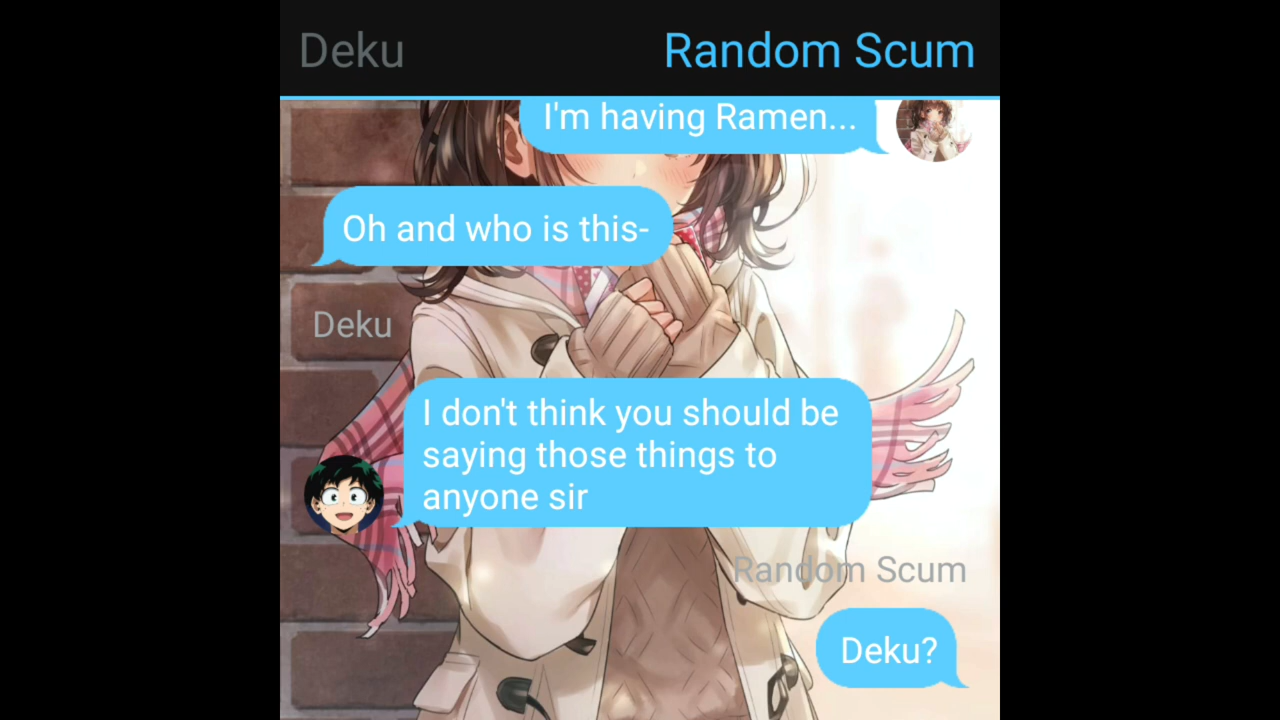 Deku
Random Scum
I'm having Ramen...
Oh and who is this-
Deku
I don't think you should be
saying those things to
anyone sir
Random Scum
Deku?